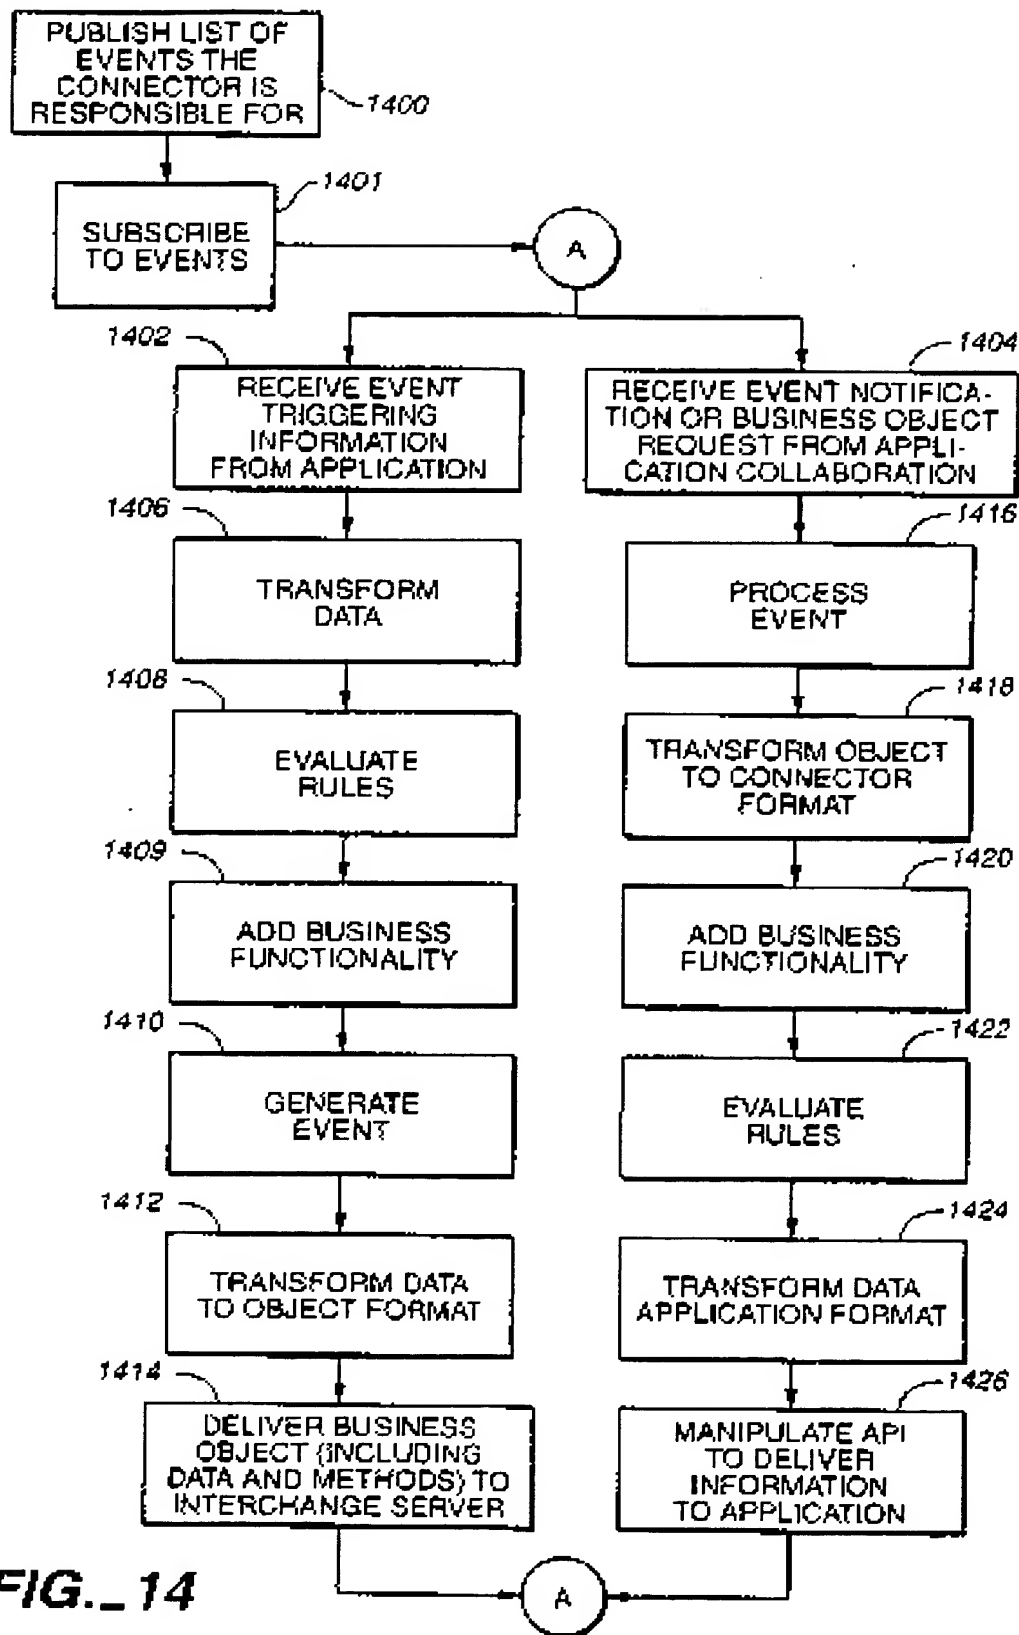 PUBLISH LIST OF
EVENTS THE
CONNECTOR IS
RESPONSIBLE FOR
1400
1401
SUBSCRIBE
TO EVENTS
A
1402
RECEIVE EVENT
TRIGGERING
INFORMATION
FROM APPLICATION
1404
RECEIVE EVENT NOTIFICA-
TION OR BUSINESS OBJECT
REQUEST FROM APPLI-
CATION COLLABORATION
1406
TRANSFORM
DATA
1416
PROCESS
EVENT
1408
EVALUATE
RULES
1418
TRANSFORM OBJECT
TO CONNECTOR
FORMAT
1409
ADD BUSINESS
FUNCTIONALITY
1420
ADD BUSINESS
FUNCTIONALITY
1410
GENERATE
EVENT
1422
EVALUATE
RULES
1412
TRANSFORM DATA
TO OBJECT FORMAT
1424
TRANSFORM DATA
APPLICATION FORMAT
1414
DELIVER BUSINESS
OBJECT (INCLUDING
DATA AND METHODS) TO
INTERCHANGE SERVER
1426
MANIPULATE API
TO DELIVER
INFORMATION
TO APPLICATION
A
FIG._14